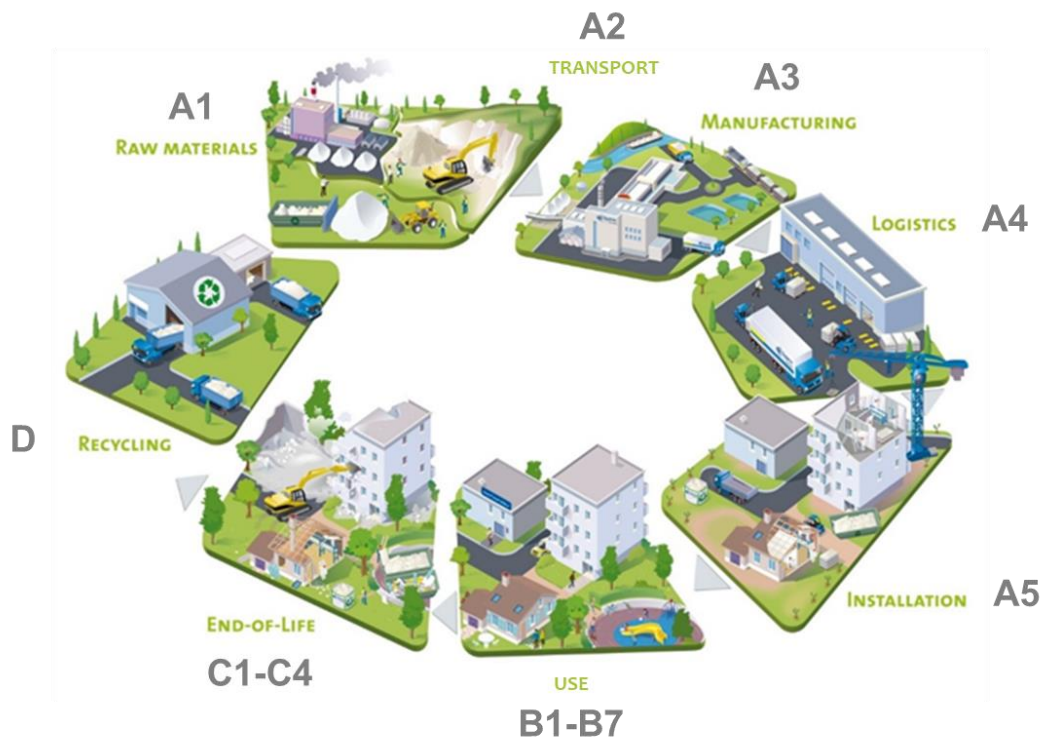 A2
TRANSPORT
A3
MANUFACTURING
A1
RAW MATERIALS
LOGISTICS A4
D
RECYCLING
INSTALLATION A5
END-OF-LIFE
C1-C4
USE
B1-B7